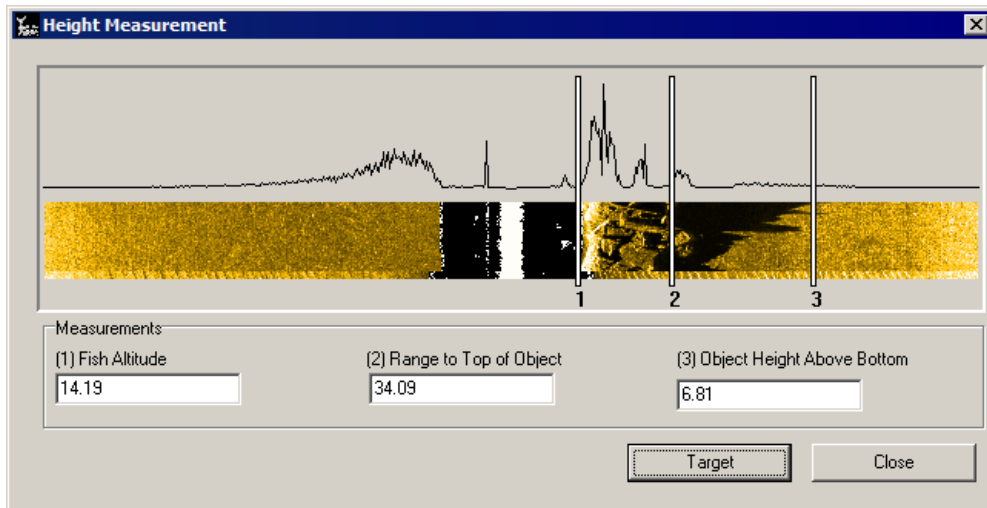 Height Measurement
1 2 3
Measurements
(1) Fish Altitude (2) Range to Top of Object (3) Object Height Above Bottom
14.19 34.09 6.81
Target Close